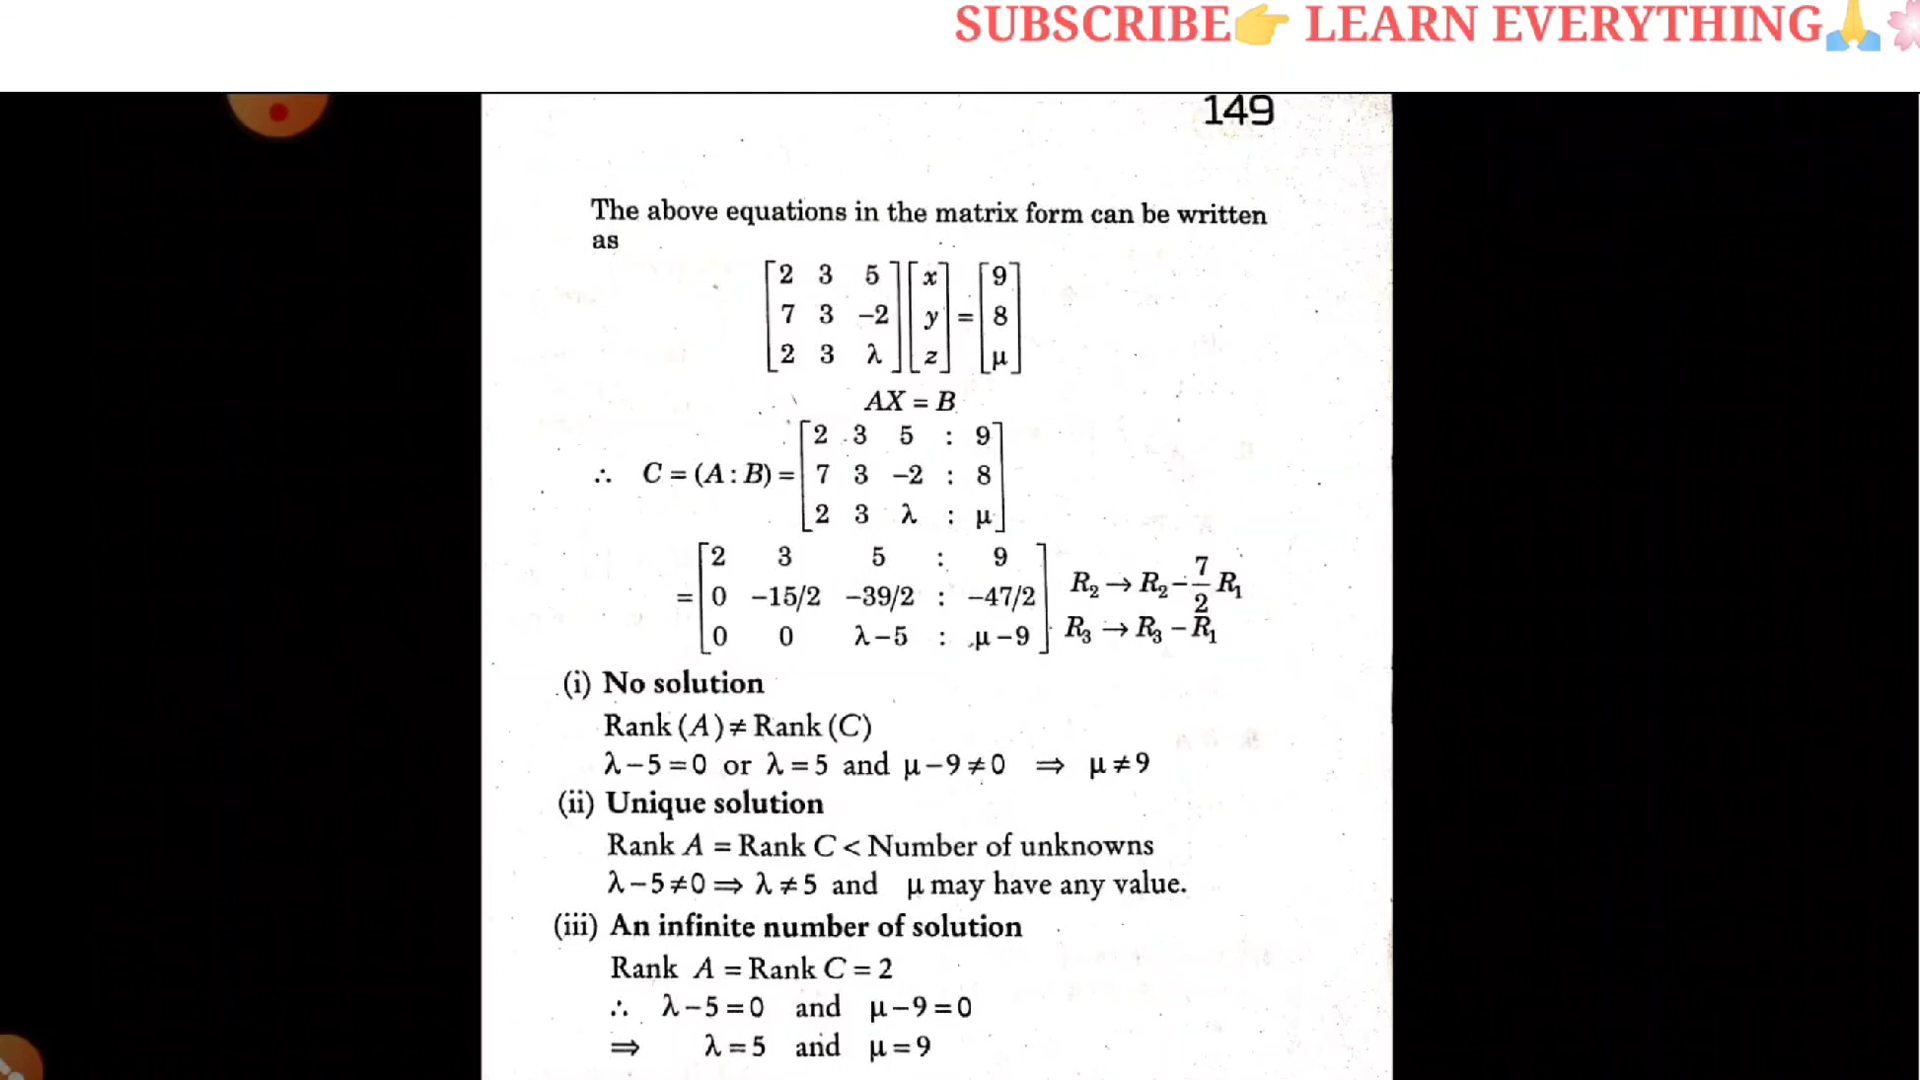 SUBSCRIBE👉 LEARN EVERYTHING🙏🌸
149
The above equations in the matrix form can be written
as
[2 3 5] [x] [9]
[7 3 −2] [y] = [8]
[2 3 λ] [z] [μ]
AX = B
[2 3 5 : 9]
∴ C = (A : B) = [7 3 −2 : 8]
[2 3 λ : μ]
[2 3 5 : 9]
= [0 −15/2 −39/2 : −47/2] R₂ → R₂ − 7/2 R₁
[0 0 λ−5 : μ−9] R₃ → R₃ − R₁
(i) No solution
Rank (A) ≠ Rank (C)
λ−5=0 or λ=5 and μ−9≠0 ⇒ μ≠9
(ii) Unique solution
Rank A = Rank C < Number of unknowns
λ−5≠0 ⇒ λ≠5 and μ may have any value.
(iii) An infinite number of solution
Rank A = Rank C = 2
∴ λ−5=0 and μ−9=0
⇒ λ=5 and μ=9